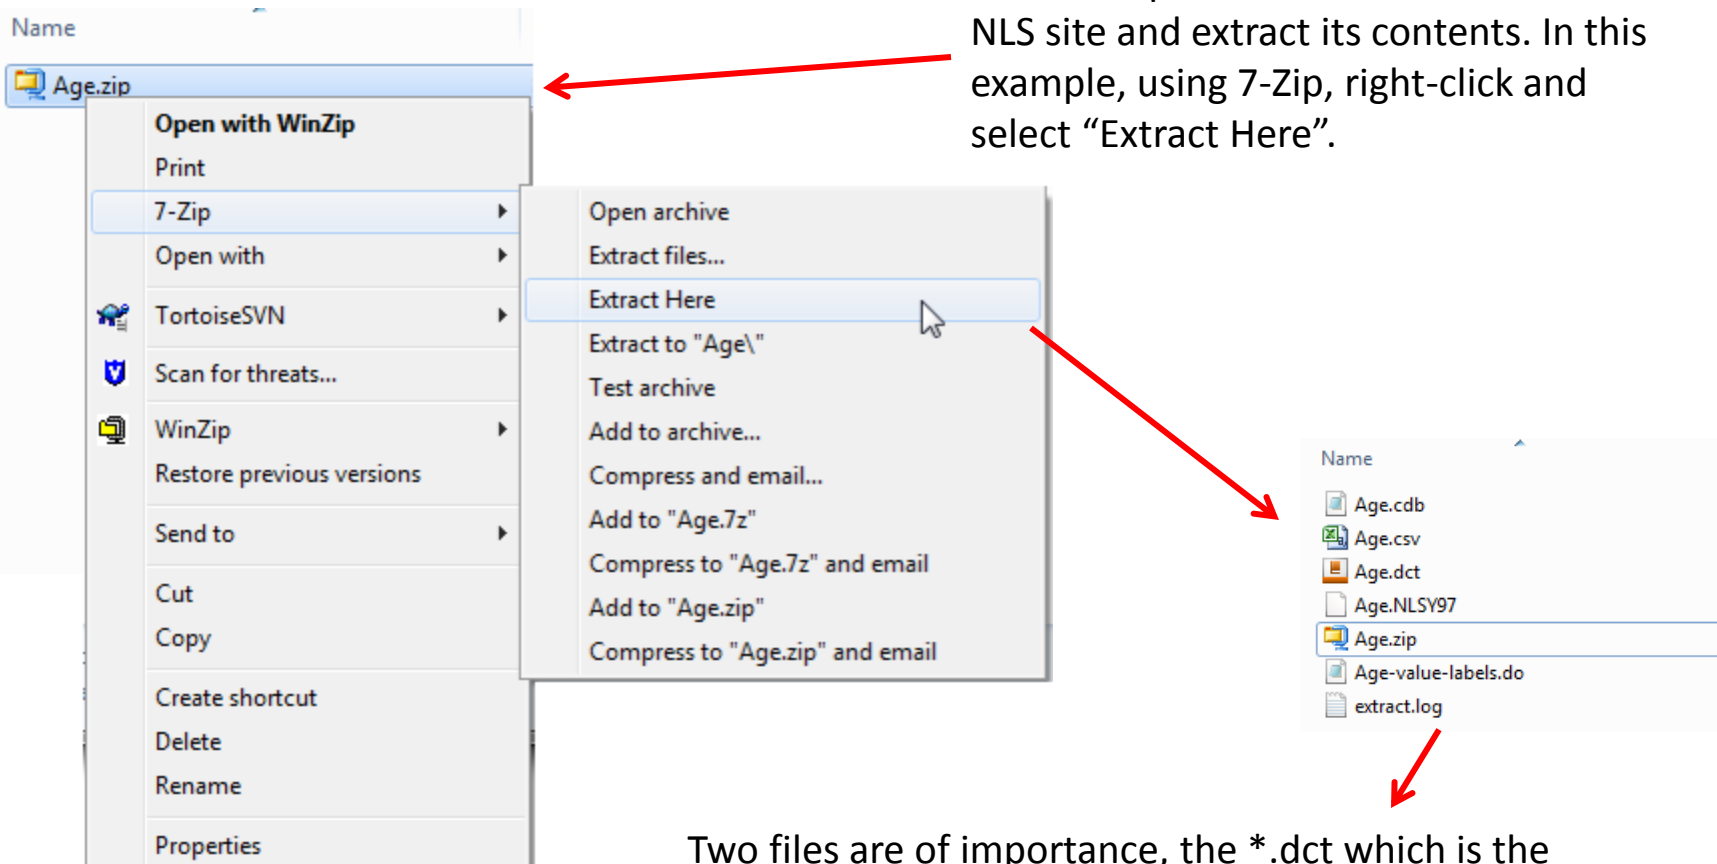 NLS site and extract its contents. In this
example, using 7-Zip, right-click and
select “Extract Here”.
Name
Age.zip
Open with WinZip
Print
7-Zip
Open with
TortoiseSVN
Scan for threats...
WinZip
Restore previous versions
Send to
Cut
Copy
Create shortcut
Delete
Rename
Properties
Open archive
Extract files...
Extract Here
Extract to "Age\"
Test archive
Add to archive...
Compress and email...
Add to "Age.7z"
Compress to "Age.7z" and email
Add to "Age.zip"
Compress to "Age.zip" and email
Name
Age.cdb
Age.csv
Age.dct
Age.NLSY97
Age.zip
Age-value-labels.do
extract.log
Two files are of importance, the *.dct which is the